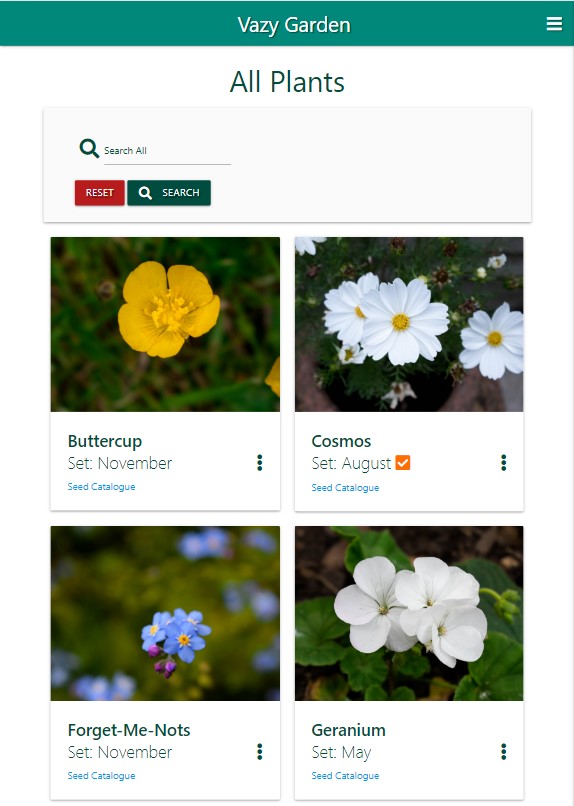 Vazy Garden
All Plants
Search All
RESET
SEARCH
Buttercup
Set: November
Seed Catalogue
Cosmos
Set: August
Seed Catalogue
Forget-Me-Nots
Set: November
Seed Catalogue
Geranium
Set: May
Seed Catalogue